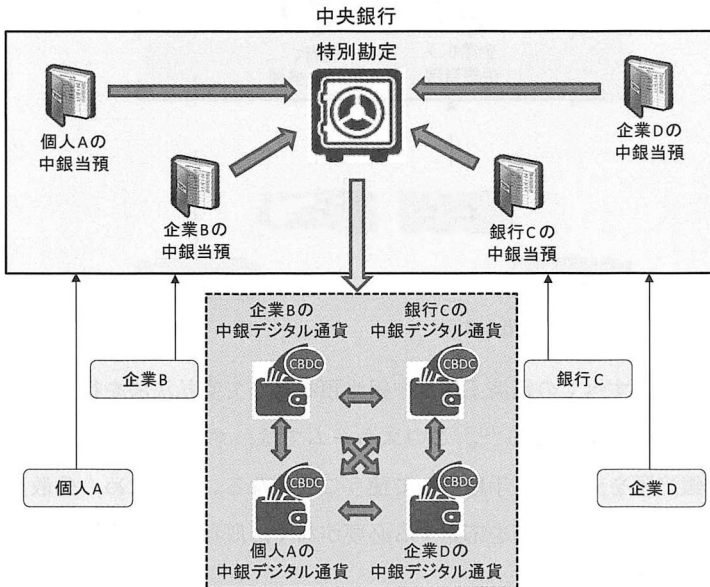 中央銀行
特別勘定
個人Aの
中銀当預
企業Bの
中銀当預
銀行Cの
中銀当預
企業Dの
中銀当預
企業Bの
中銀デジタル通貨
銀行Cの
中銀デジタル通貨
CBDC
CBDC
企業B
銀行C
CBDC
CBDC
個人A
企業D
個人Aの
中銀デジタル通貨
企業Dの
中銀デジタル通貨